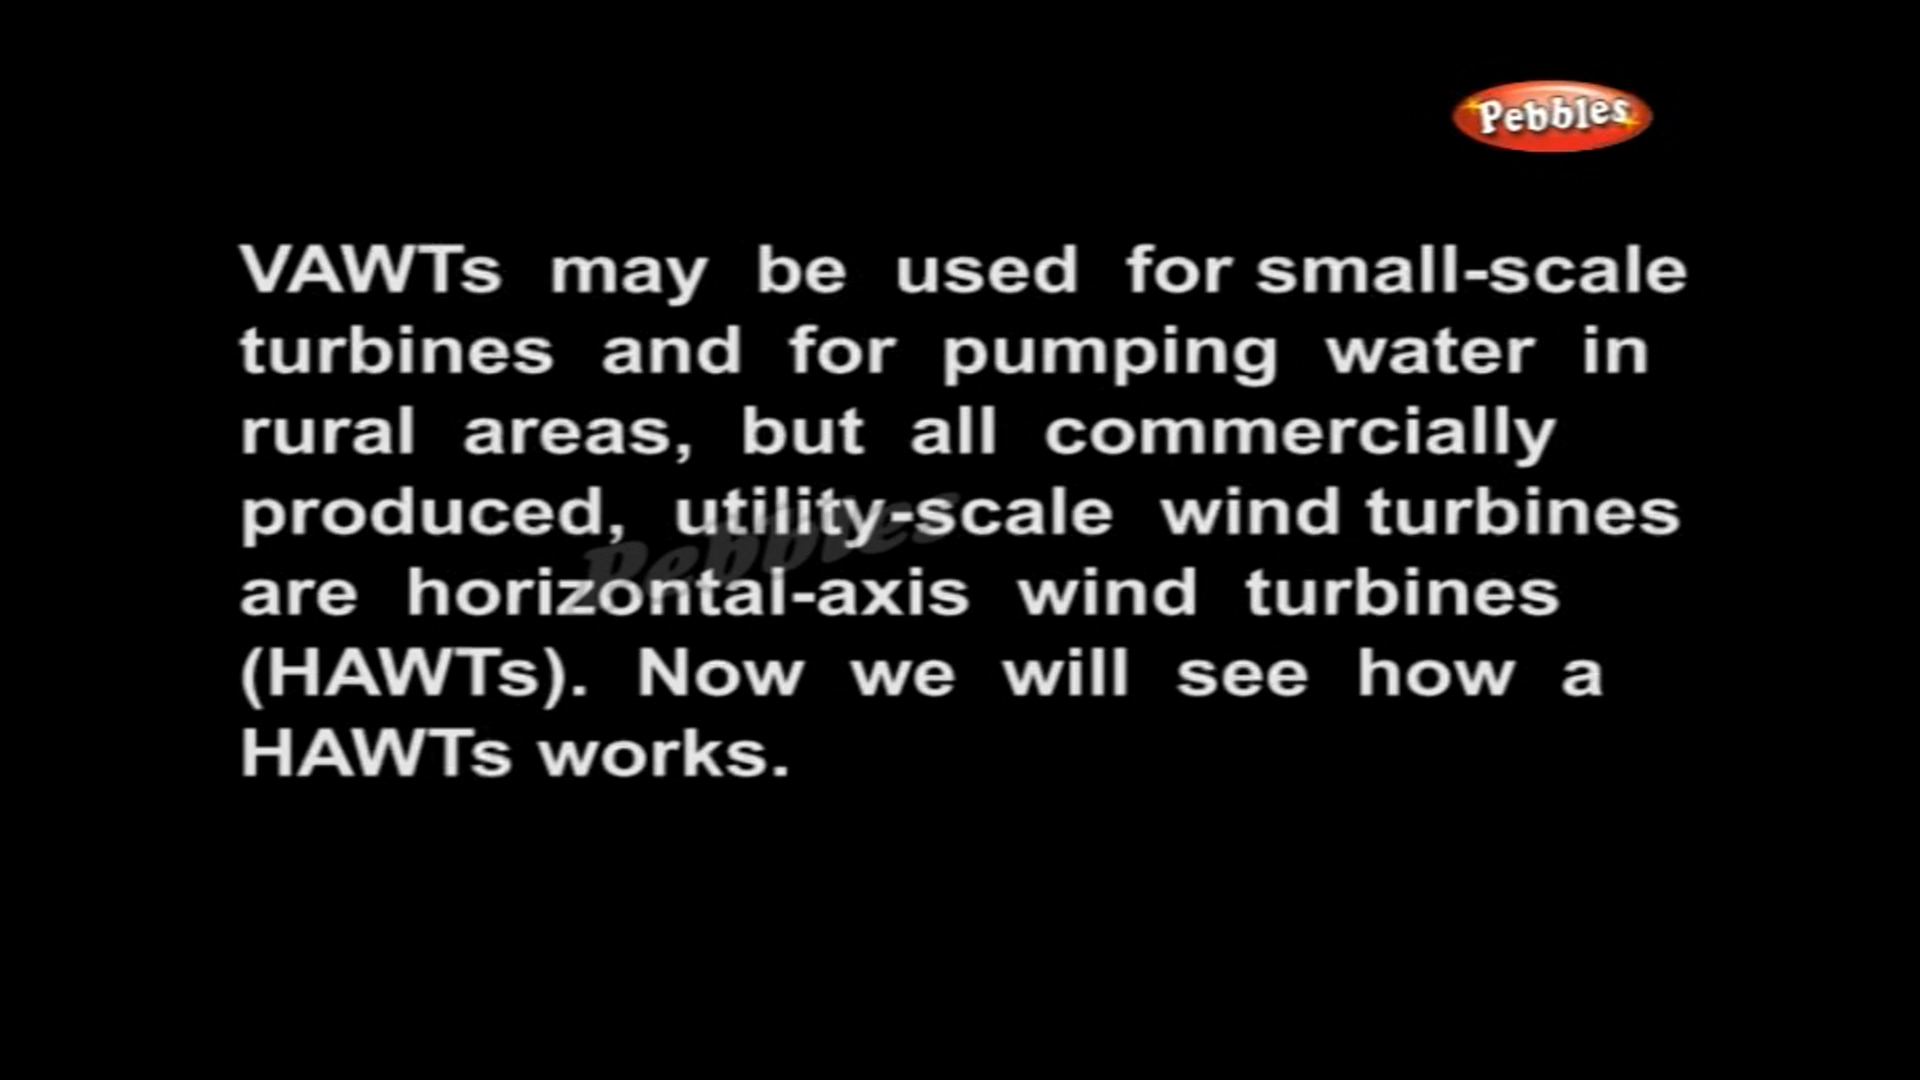 Pebbles
VAWTs may be used for small-scale
turbines and for pumping water in
rural areas, but all commercially
produced, utility-scale wind turbines
are horizontal-axis wind turbines
(HAWTs). Now we will see how a
HAWTs works.
Pebbles